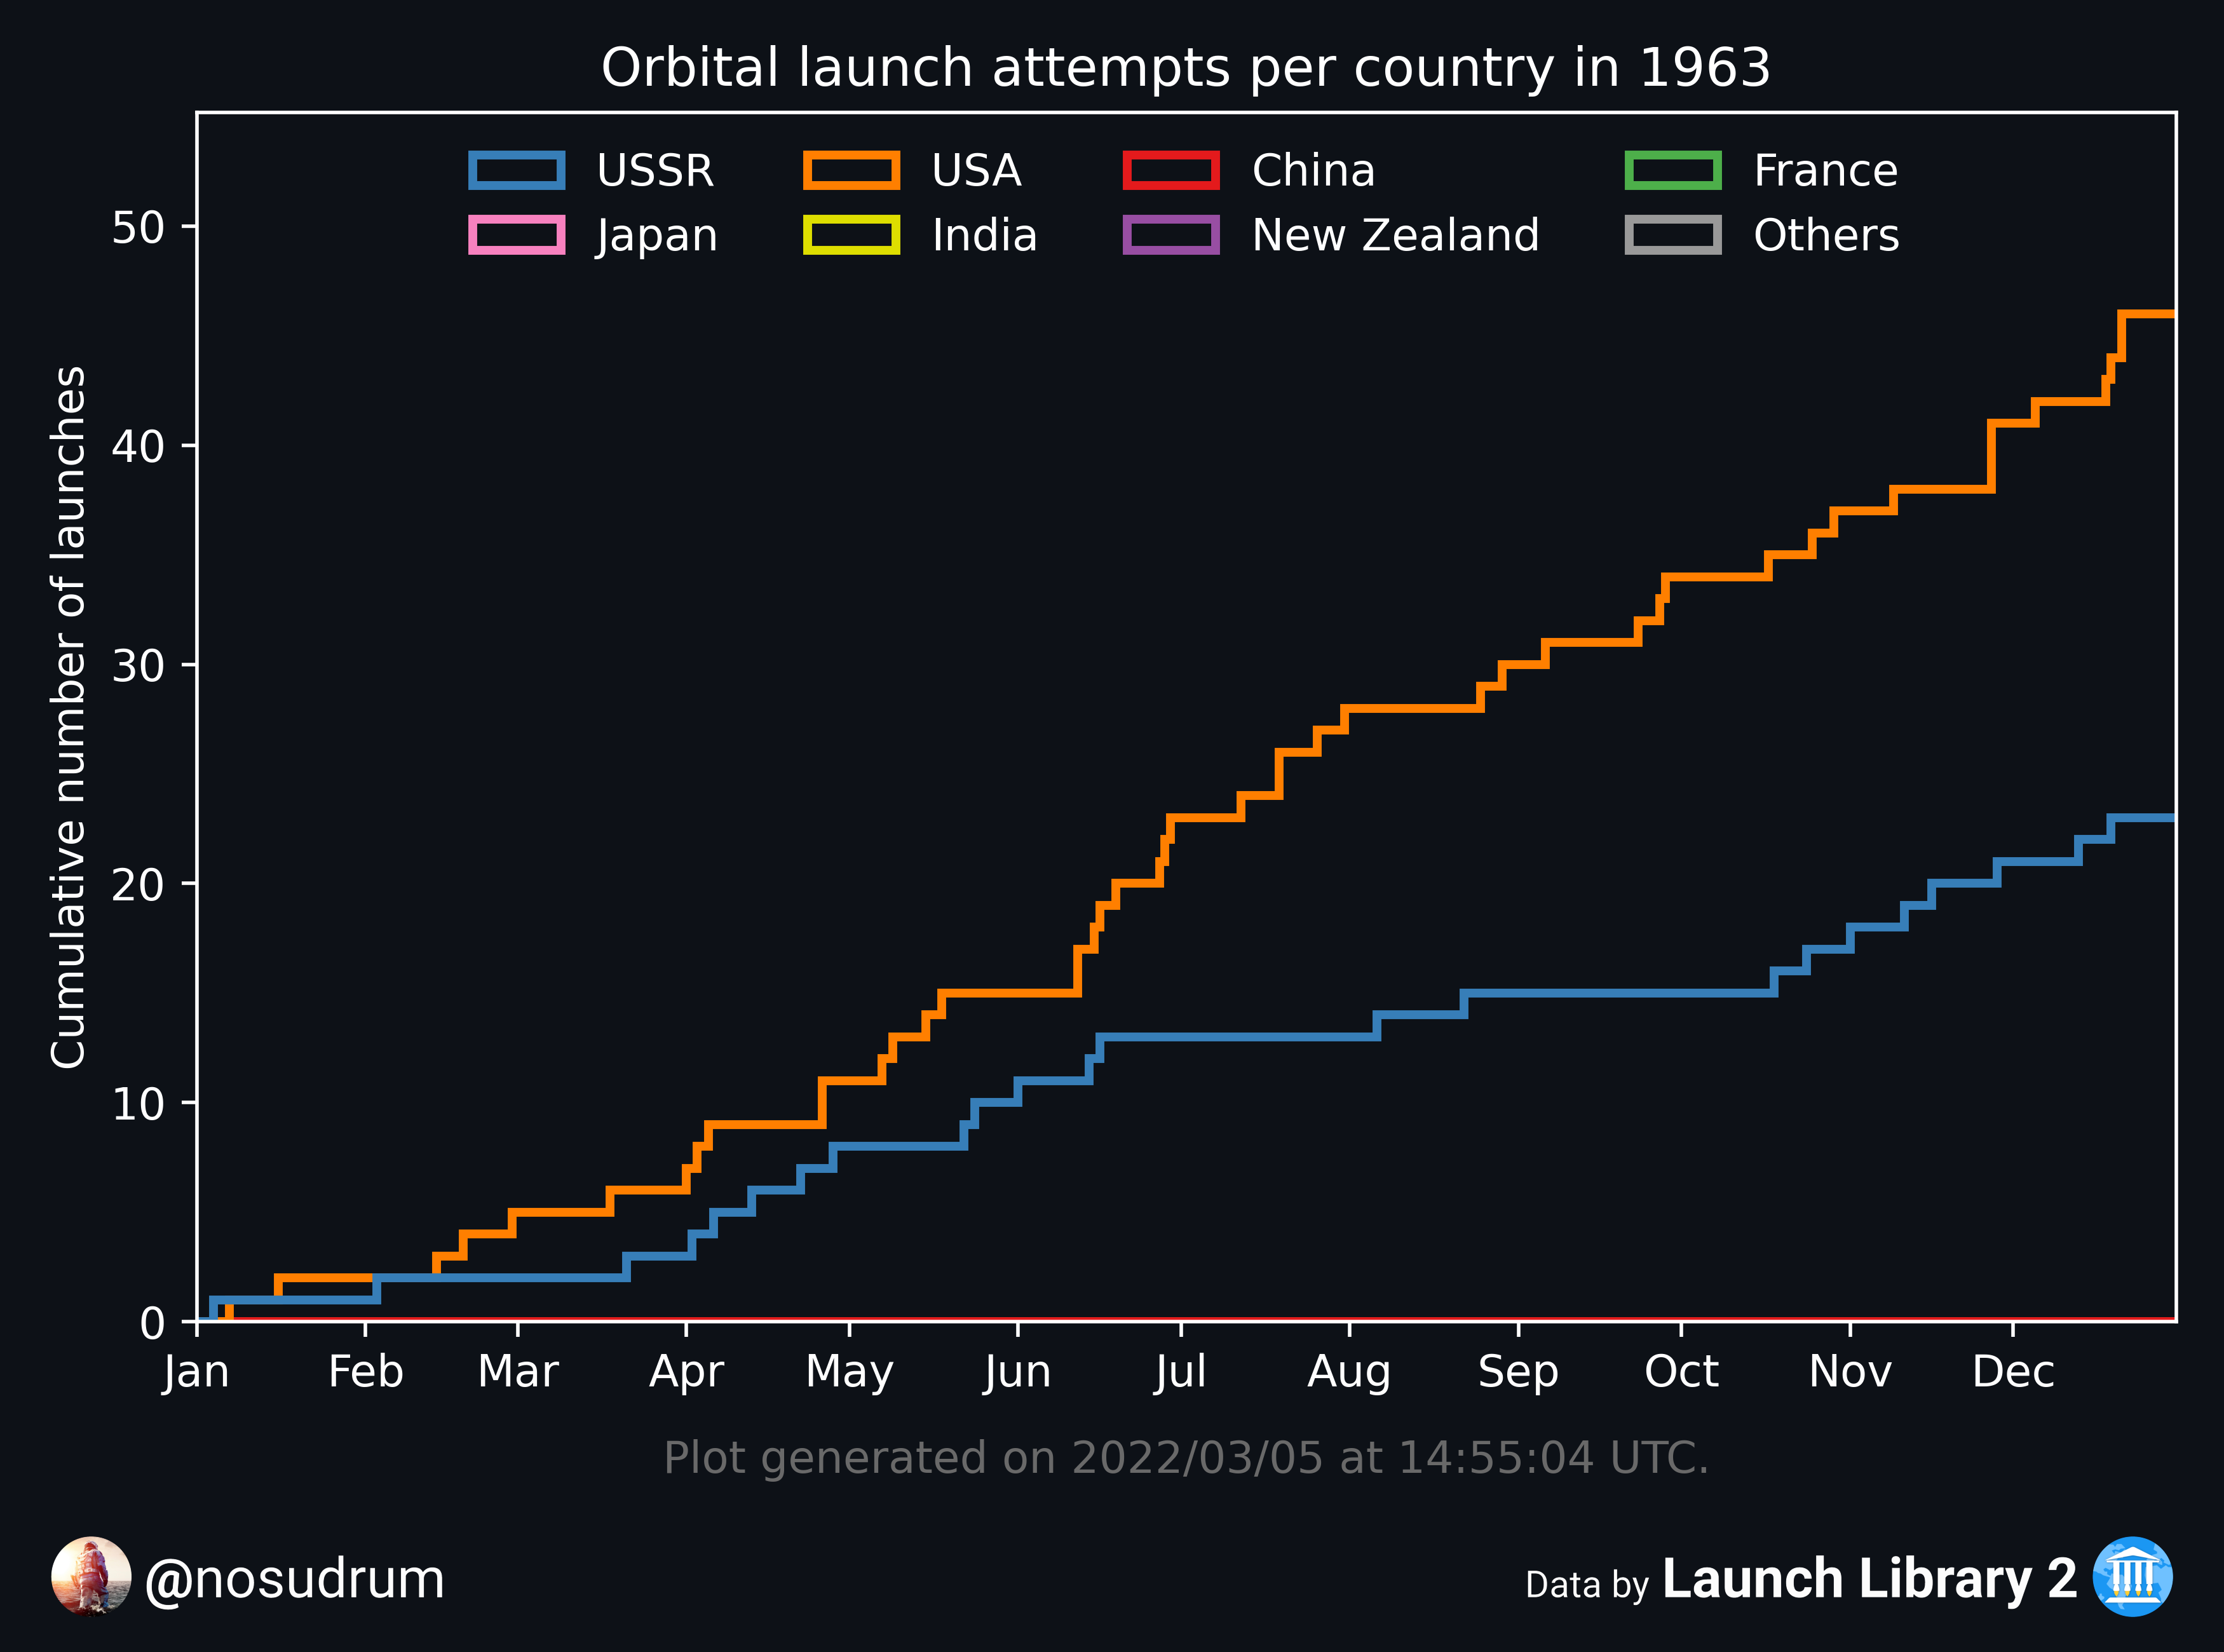 Orbital launch attempts per country in 1963
USSR USA China France
Japan India New Zealand Others
Cumulative number of launches
50
40
30
20
10
0
Jan Feb Mar Apr May Jun Jul Aug Sep Oct Nov Dec
Plot generated on 2022/03/05 at 14:55:04 UTC.
@nosudrum
Data by Launch Library 2